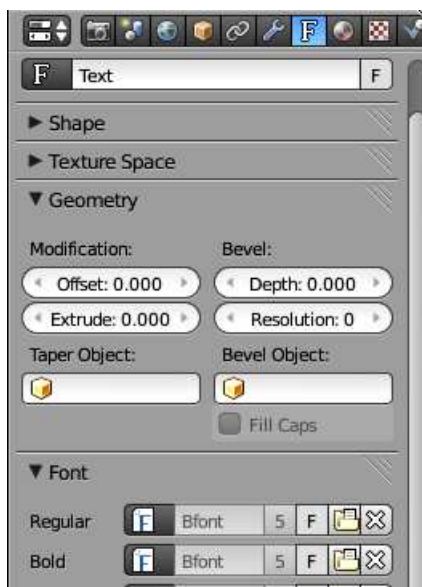 F
F Text F
Shape
Texture Space
Geometry
Modification: Bevel:
Offset: 0.000 Depth: 0.000
Extrude: 0.000 Resolution: 0
Taper Object: Bevel Object:
Fill Caps
Font
Regular F Bfont 5 F
Bold F Bfont 5 F